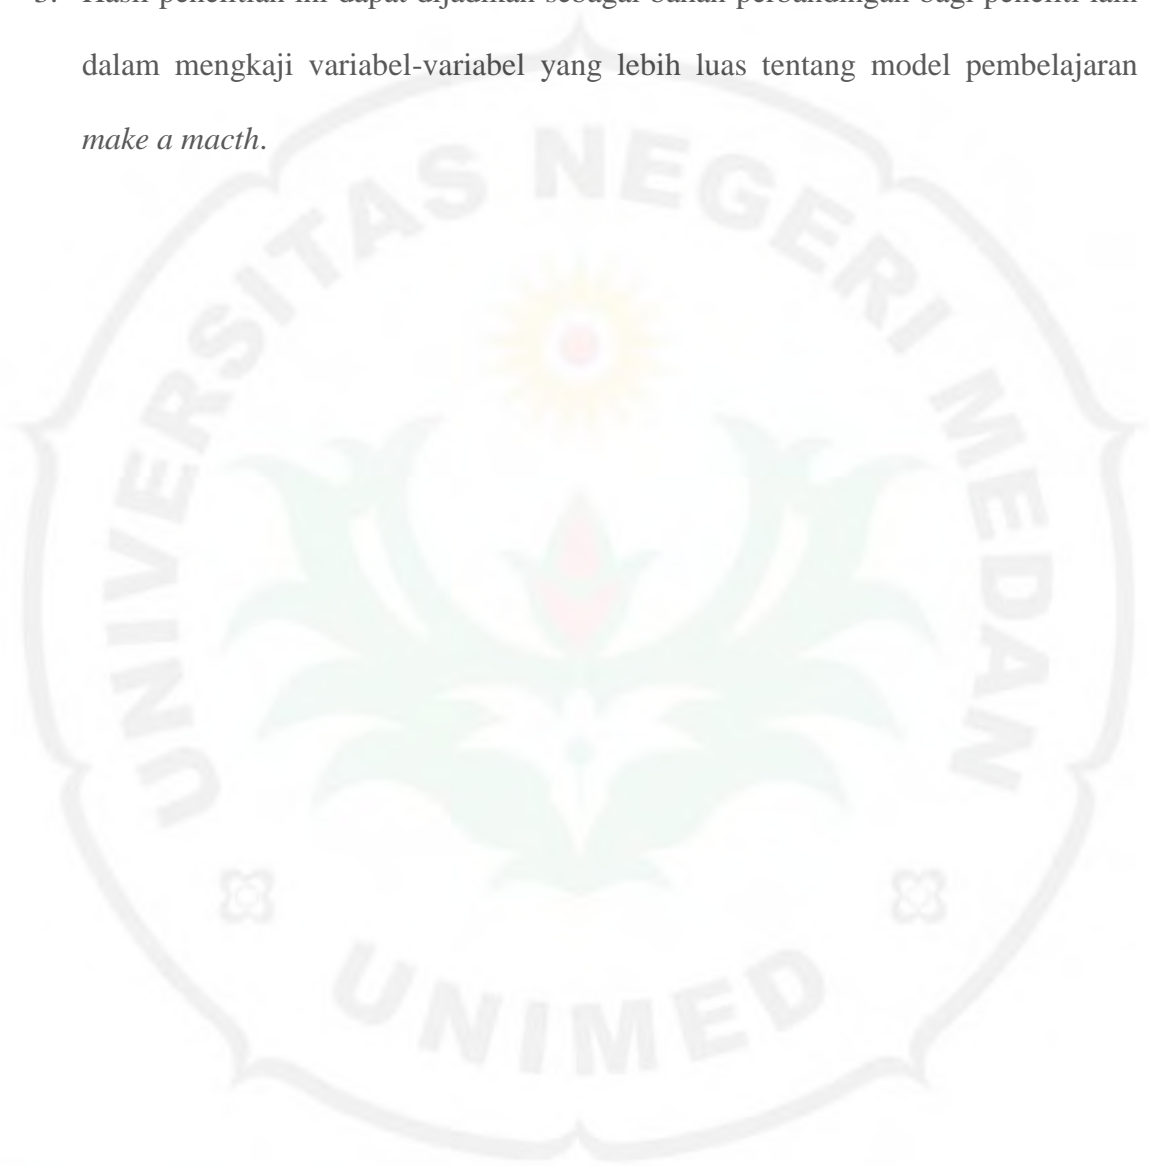 Hasil penelitian ini dapat dijadikan sebagai bahan perbandingan bagi peneliti lain
dalam mengkaji variabel-variabel yang lebih luas tentang model pembelajaran
make a macth.
UNIVERSITAS NEGERI MEDAN
UNIMED